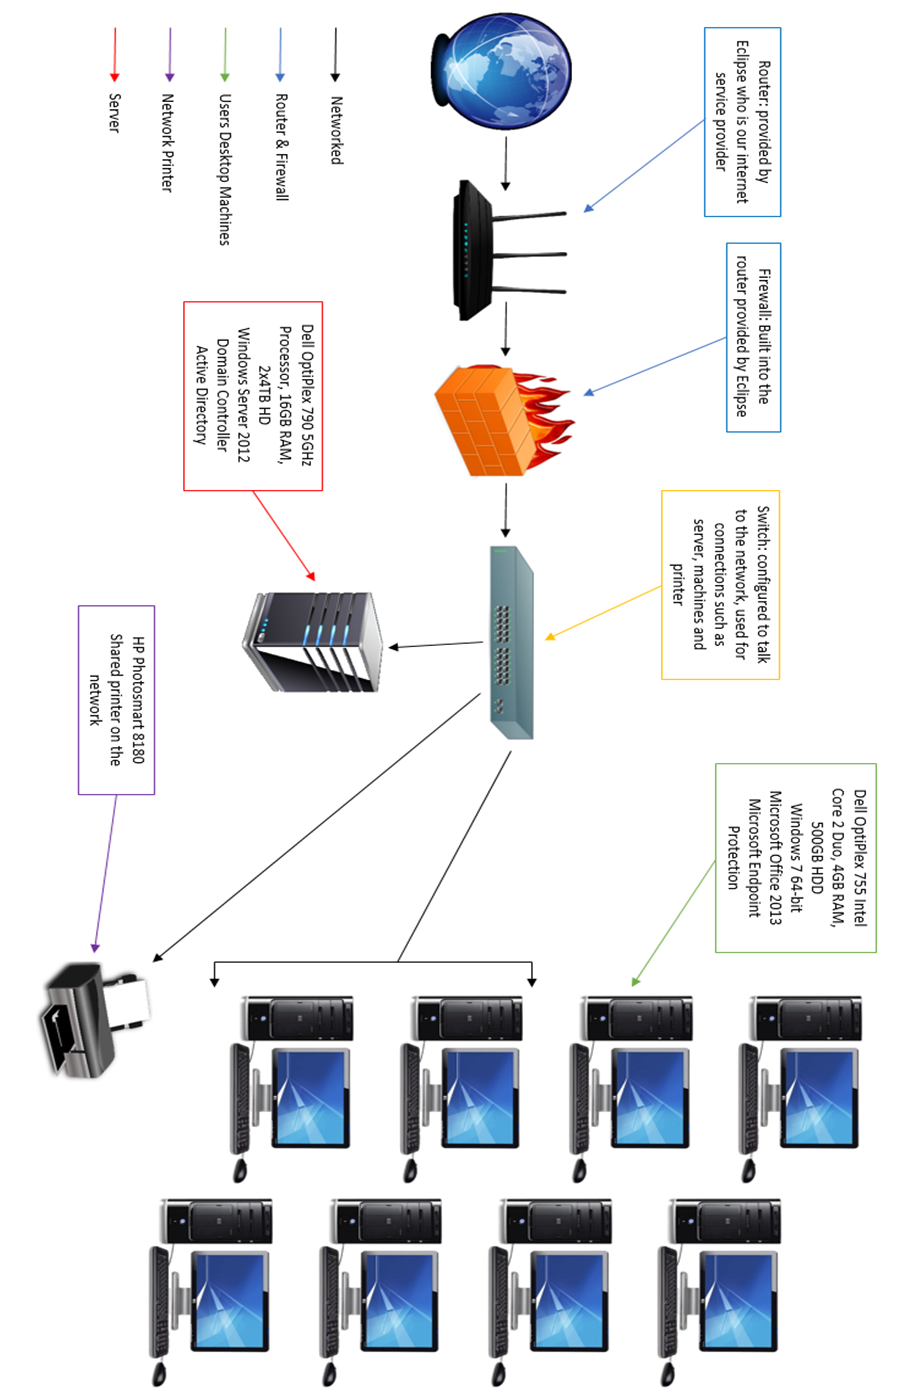 Router: provided by
Eclipse who is our internet
service provider
Firewall: Built into the
router provided by Eclipse
Switch: configured to talk
to the network, used for
connections such as
server, machines and
printer
Dell OptiPlex 755 Intel
Core 2 Duo, 4GB RAM,
500GB HDD
Windows 7 64-bit
Microsoft Office 2013
Microsoft Endpoint
Protection
Networked
Router & Firewall
Users Desktop Machines
Network Printer
Server
Dell OptiPlex 790 5GHz
Processor, 16GB RAM,
2x4TB HD
Windows Server 2012
Domain Controller
Active Directory
HP Photosmart 8180
Shared printer on the
network